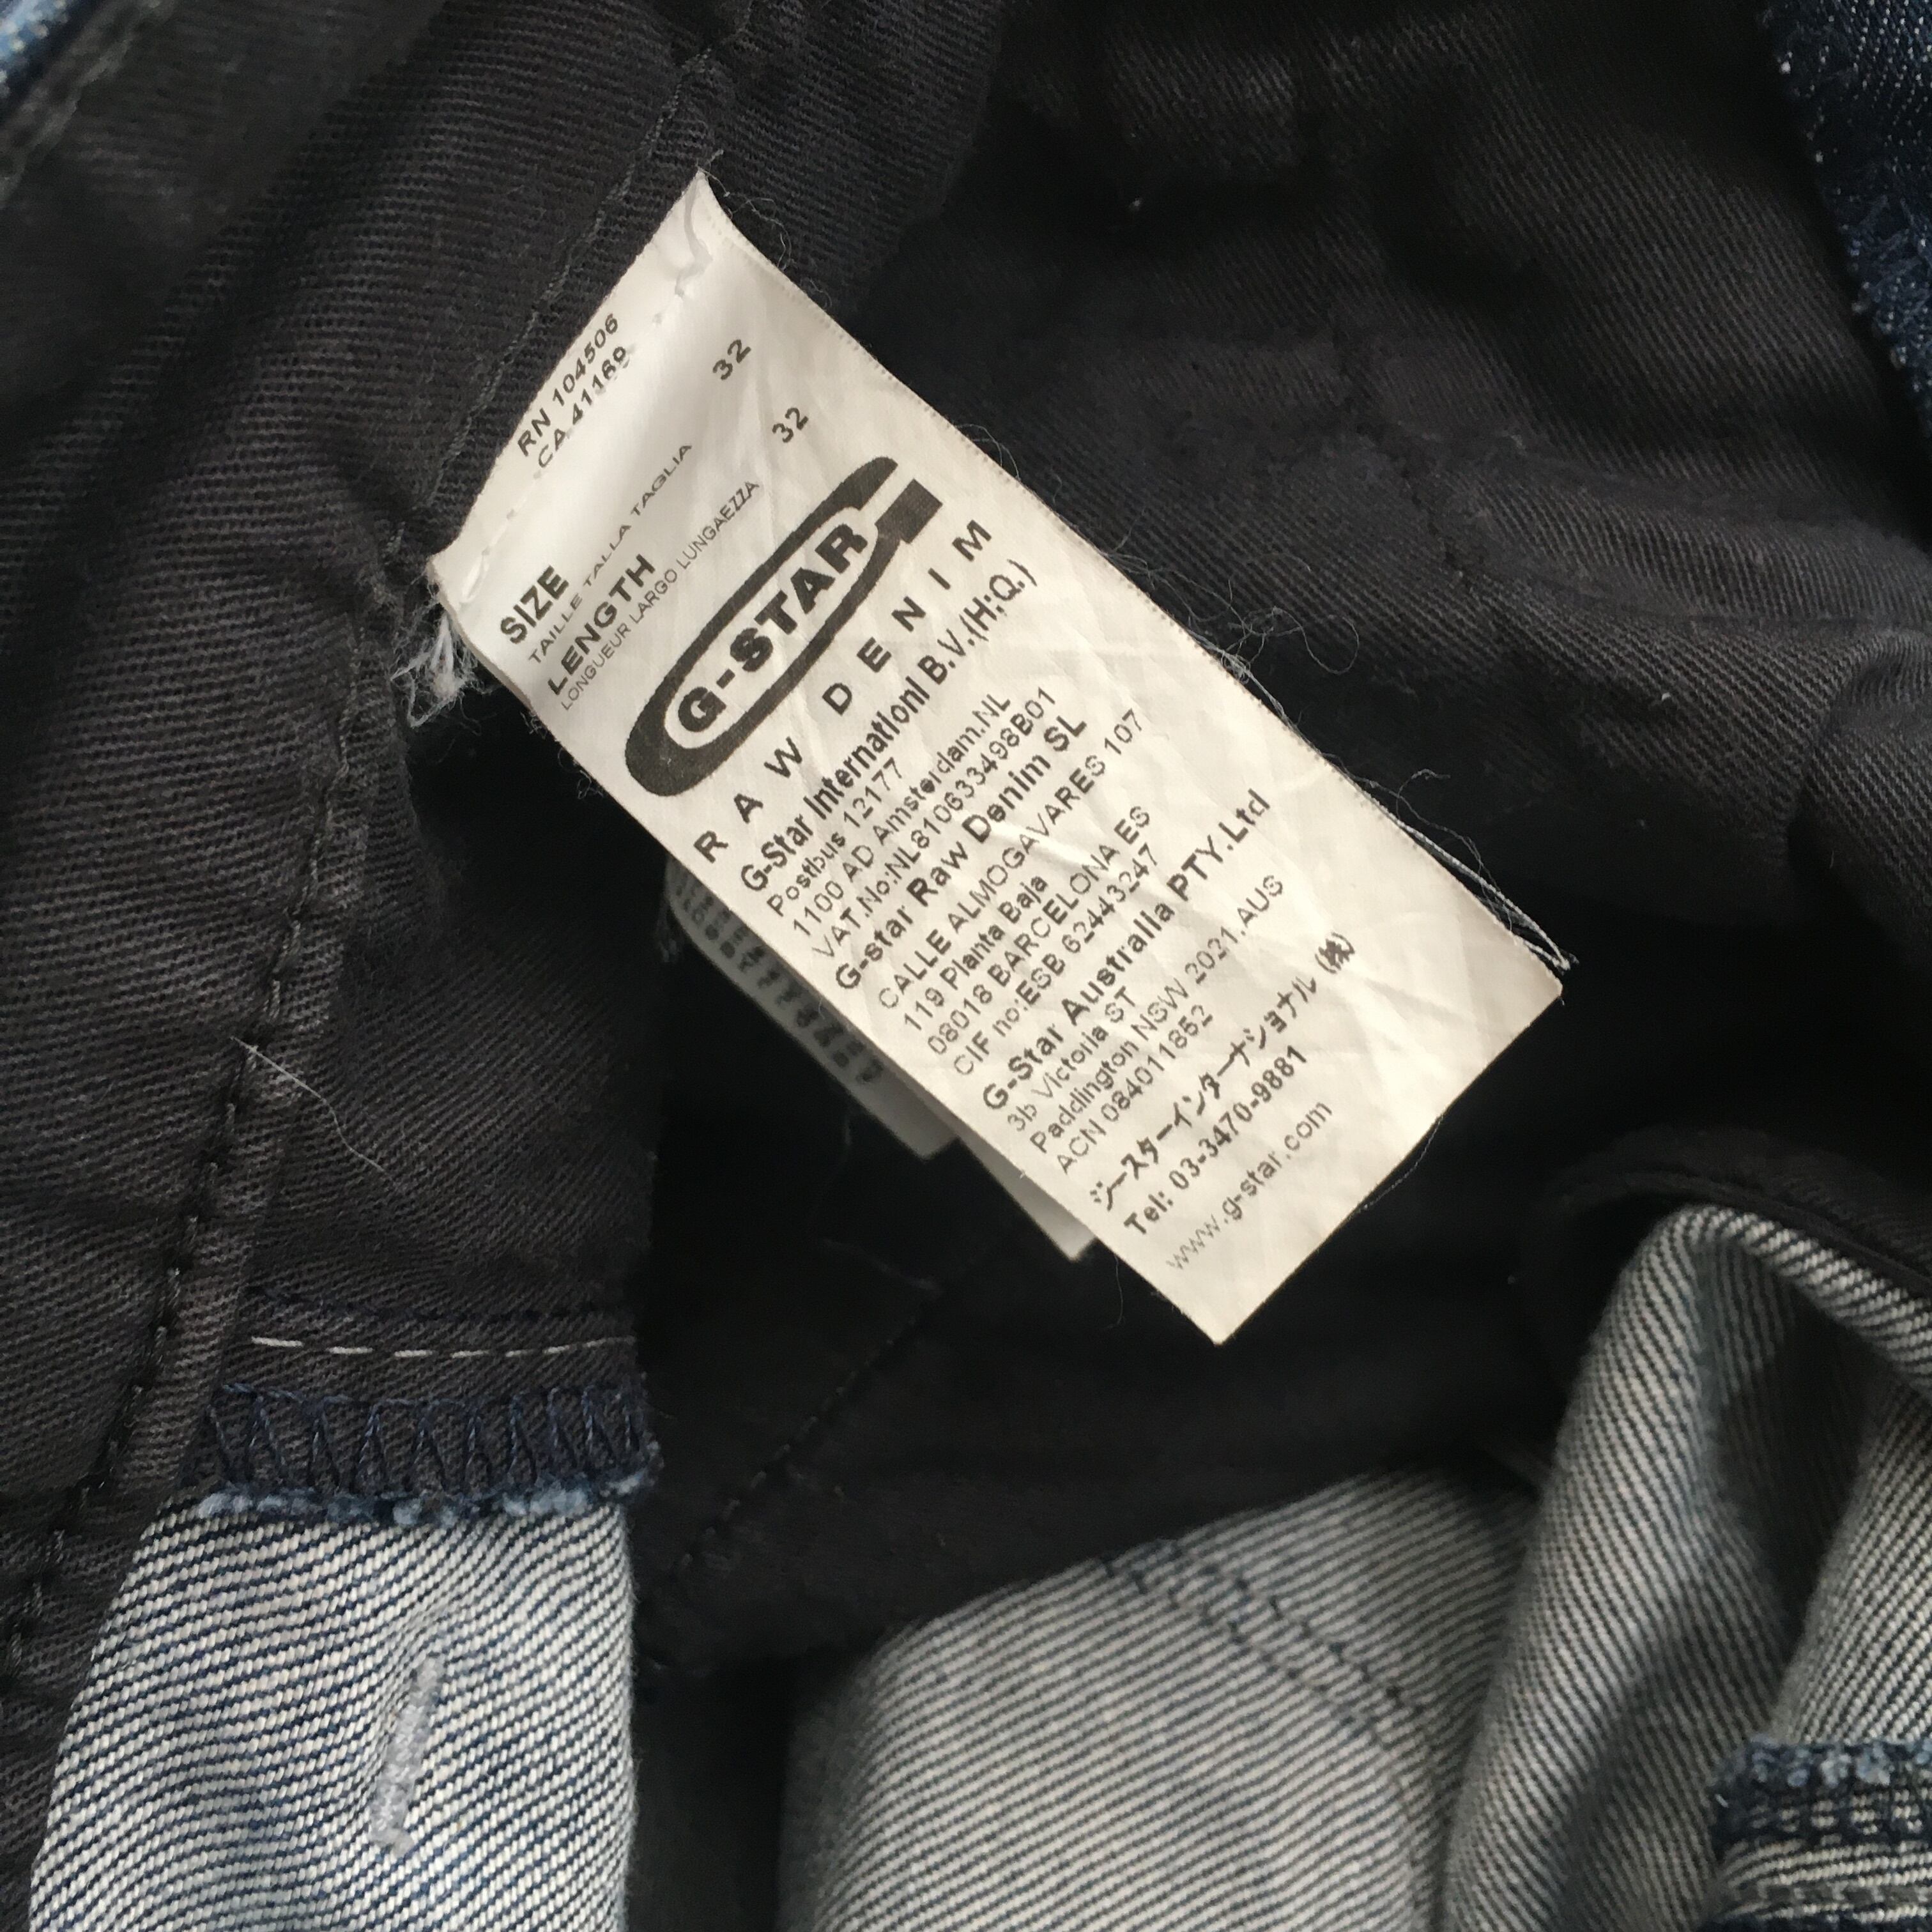 RN 104506
CA 41169
SIZE 32
TAILLE TALLA TAGLIA
LENGTH 32
LONGUEUR LARGO LUNGAEZZA
G-STAR
RAW DENIM
G-Star Internationl B.V.(H;Q.)
Postbus 12177
1100 AD Amsterdam.NL
VAT.No:NL810633498B01
G-star Raw Denim SL
CALLE ALMOGAVARES 107
119 Planta Baja
08018 BARCELONA ES
CIF no:ESB 62443247
G-Star Australia PTY.Ltd
3b Victoria ST
Paddington NSW 2021.AUS
ACN 084011852
ジースターインターナショナル (株)
Tel: 03-3470-9881
www.g-star.com